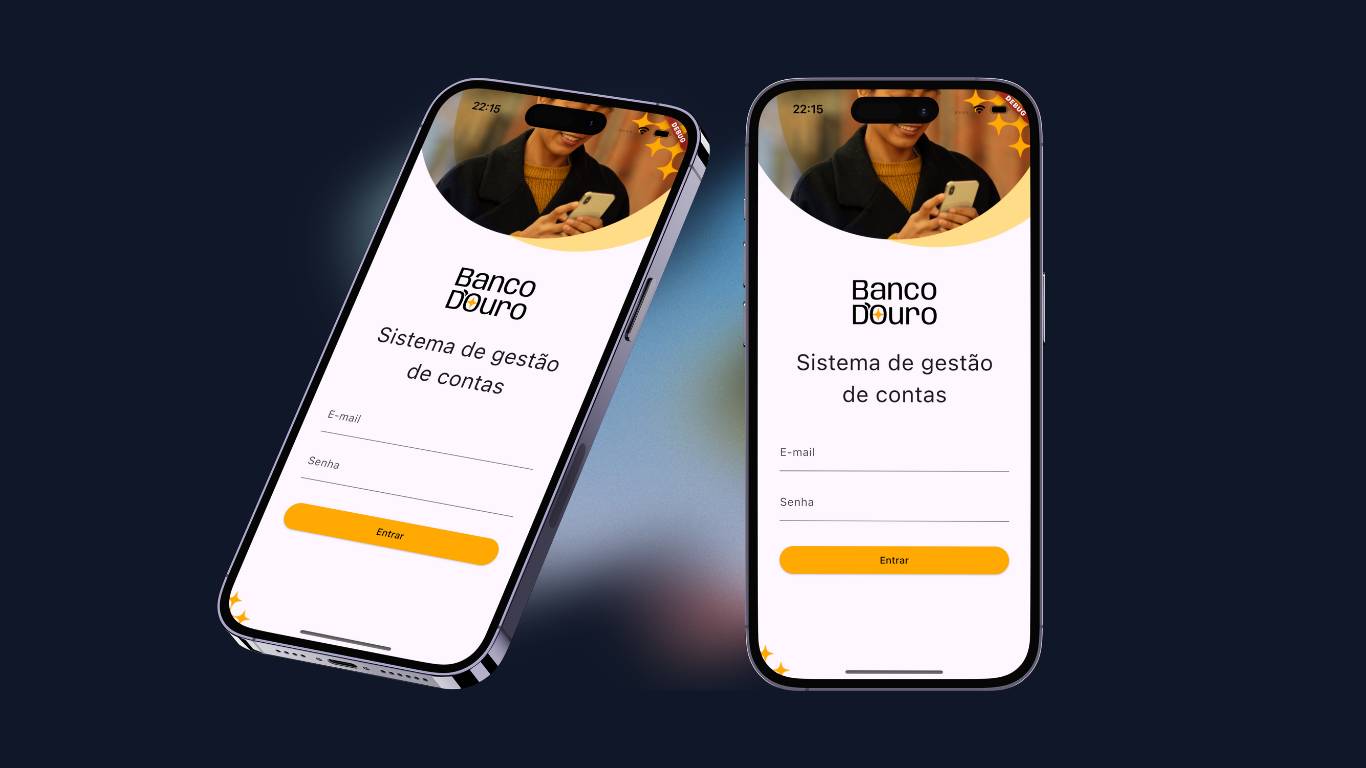 22:15
DEBUG
Banco
D'Ouro
Sistema de gestão
de contas
E-mail
Senha
Entrar
22:15
DEBUG
Banco
D'Ouro
Sistema de gestão
de contas
E-mail
Senha
Entrar